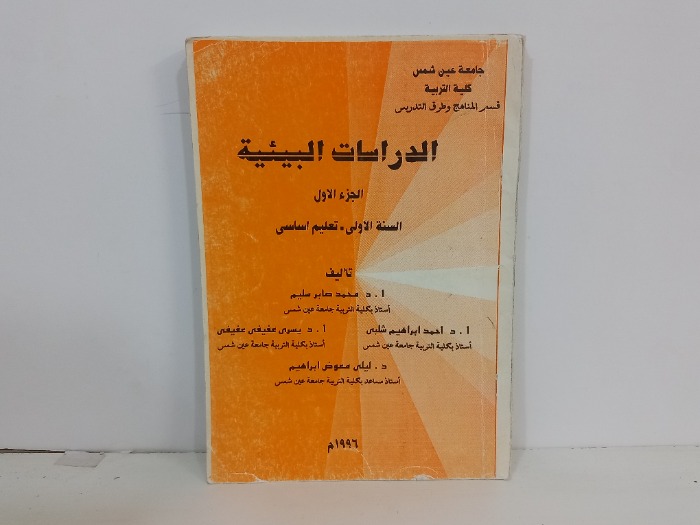 جامعة عين شمس
كلية التربية
قسم المناهج وطرق التدريس
الدراسات البيئية
الجزء الاول
السنة الاولى - تعليم اساسى
تأليف
أ . د محمد صابر سليم
أستاذ بكلية التربية جامعة عين شمس
أ . د احمد ابراهيم شلبى
أستاذ بكلية التربية جامعة عين شمس
أ . د يسرى عفيفى عفيفى
أستاذ بكلية التربية جامعة عين شمس
د . ليلى معوض ابراهيم
أستاذ مساعد بكلية التربية جامعة عين شمس
١٩٩٦م